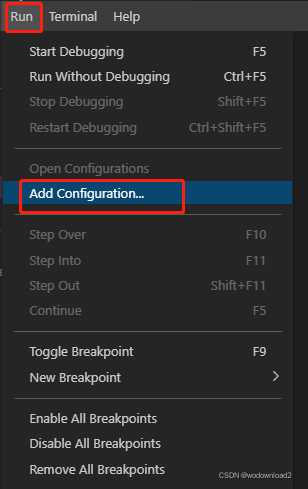 Run Terminal Help
Start Debugging F5
Run Without Debugging Ctrl+F5
Stop Debugging Shift+F5
Restart Debugging Ctrl+Shift+F5
Open Configurations
Add Configuration...
Step Over F10
Step Into F11
Step Out Shift+F11
Continue F5
Toggle Breakpoint F9
New Breakpoint
Enable All Breakpoints
Disable All Breakpoints
Remove All Breakpoints
CSDN @wodownload2